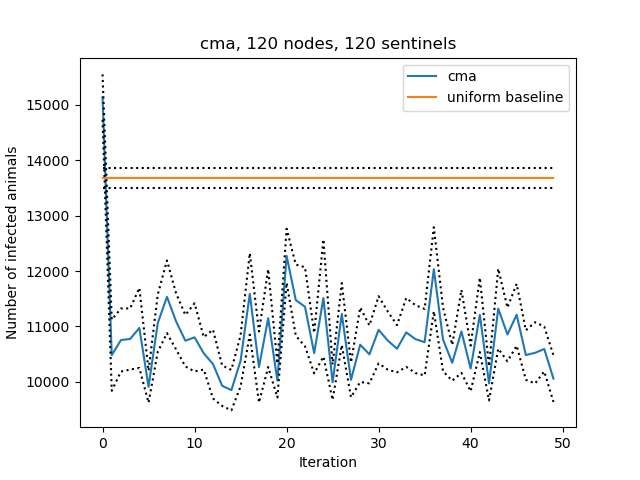 cma, 120 nodes, 120 sentinels
cma
uniform baseline
Number of infected animals
15000
14000
13000
12000
11000
10000
0 10 20 30 40 50
Iteration